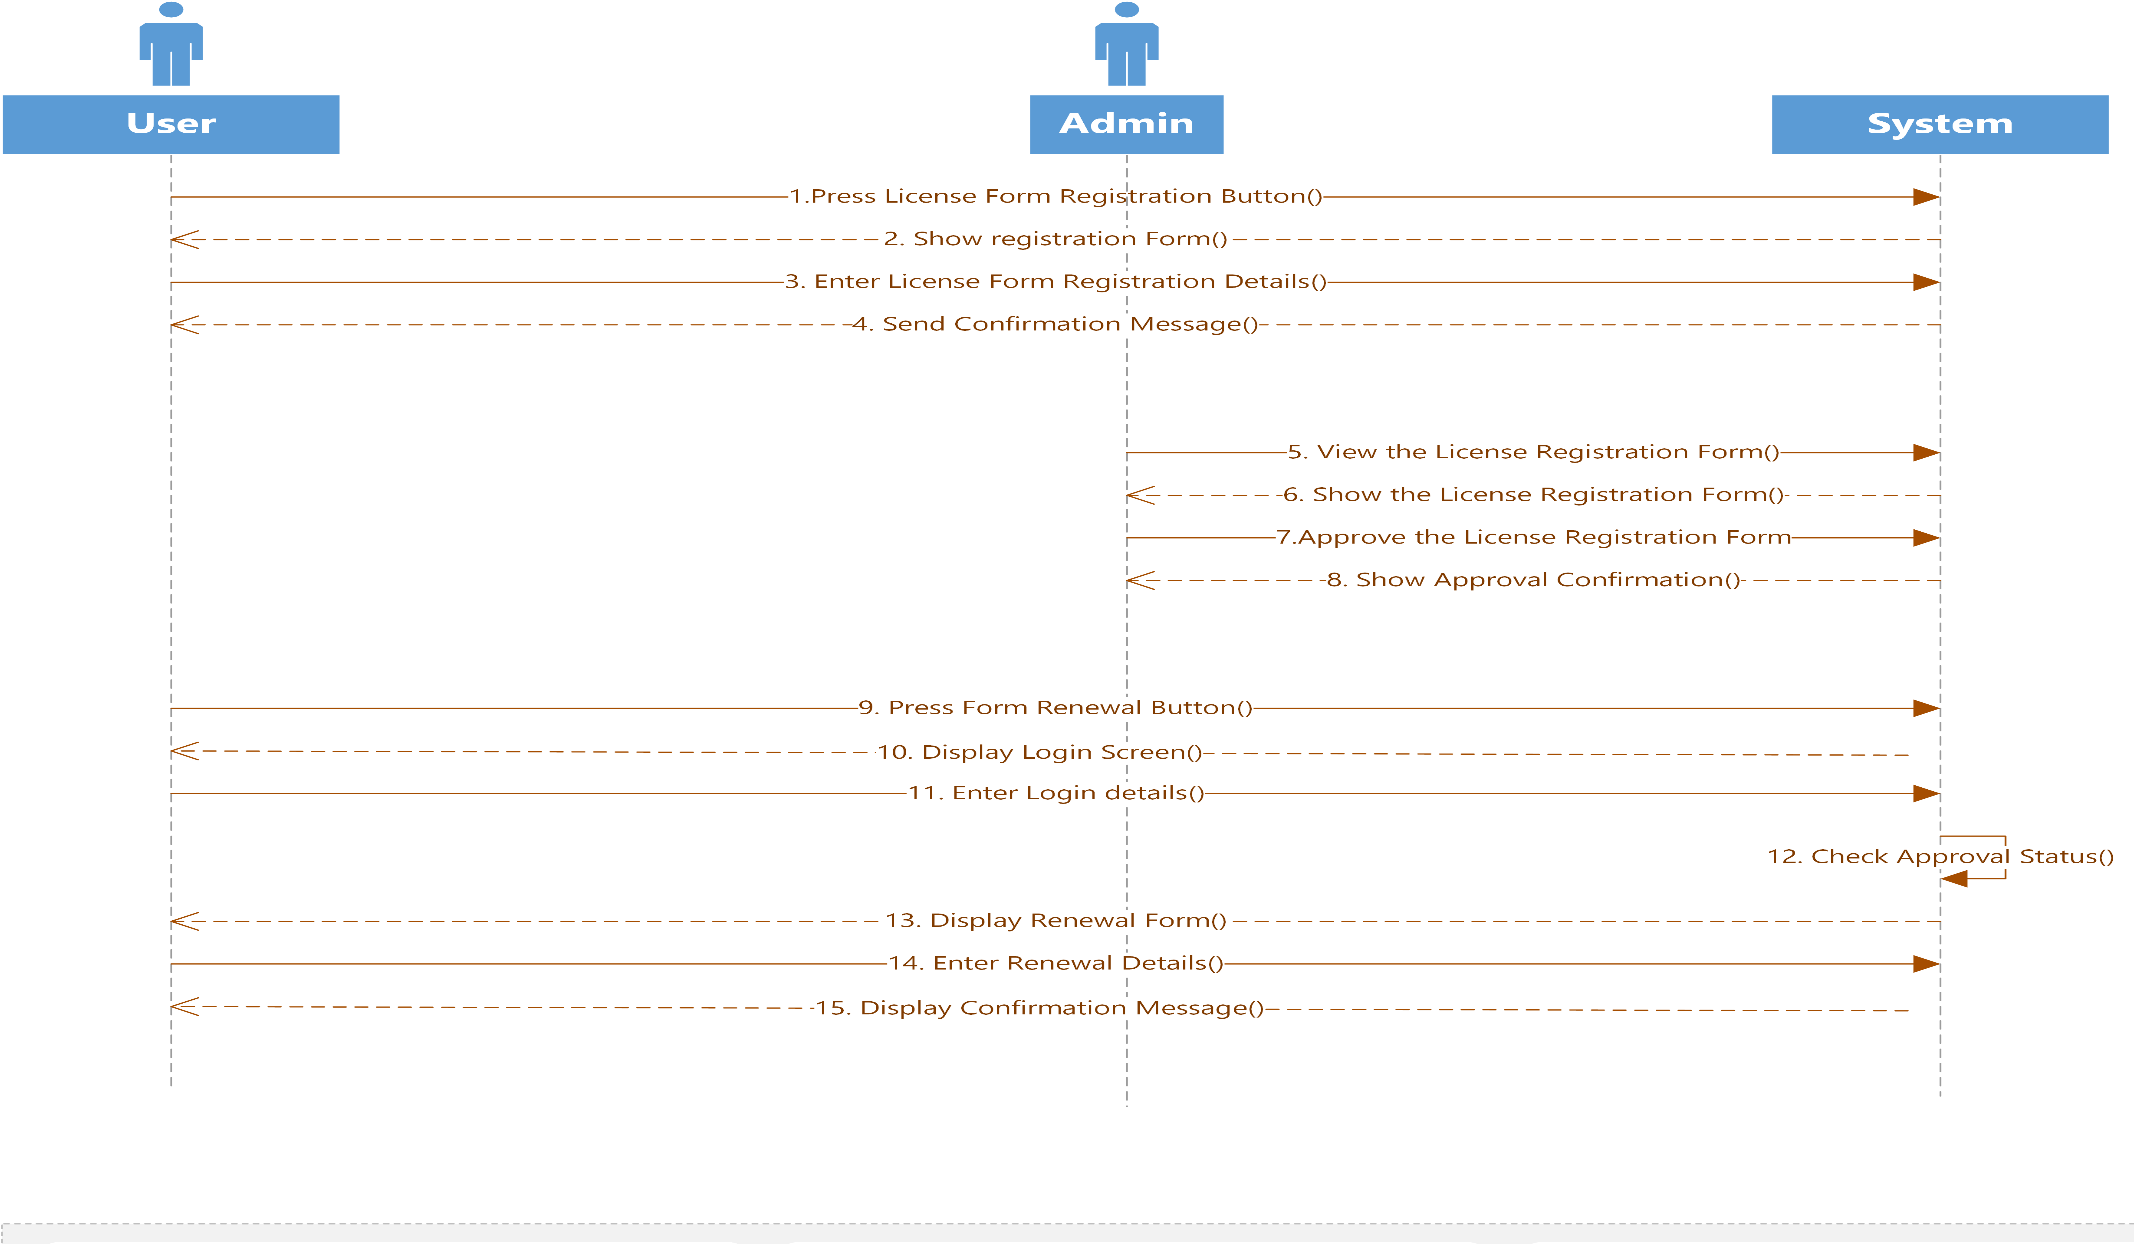 User
Admin
System
1.Press License Form Registration Button()
2. Show registration Form()
3. Enter License Form Registration Details()
4. Send Confirmation Message()
5. View the License Registration Form()
6. Show the License Registration Form()
7.Approve the License Registration Form
8. Show Approval Confirmation()
9. Press Form Renewal Button()
10. Display Login Screen()
11. Enter Login details()
12. Check Approval Status()
13. Display Renewal Form()
14. Enter Renewal Details()
15. Display Confirmation Message()